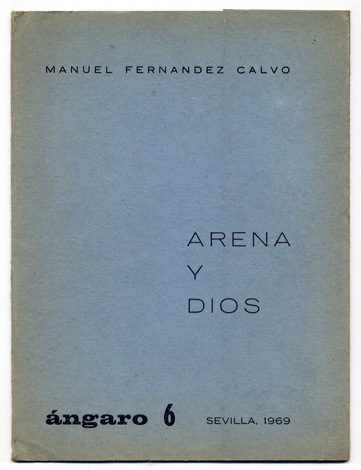 MANUEL FERNANDEZ CALVO
ARENA
Y
DIOS
ángaro 6 SEVILLA, 1969